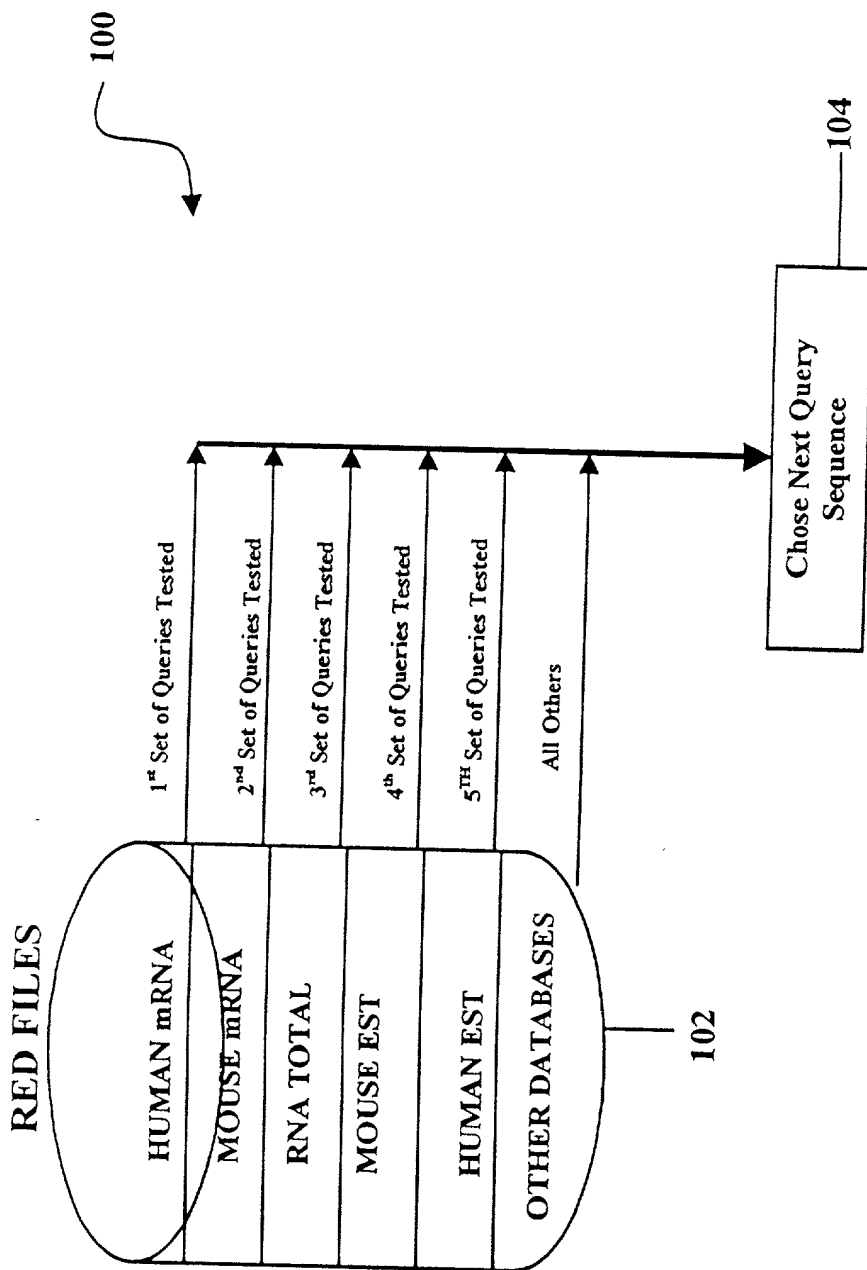 RED FILES
100
HUMAN mRNA
1st Set of Queries Tested
MOUSE mRNA
2nd Set of Queries Tested
RNA TOTAL
3rd Set of Queries Tested
MOUSE EST
4th Set of Queries Tested
HUMAN EST
5TH Set of Queries Tested
OTHER DATABASES
All Others
102
Chose Next Query
Sequence
104